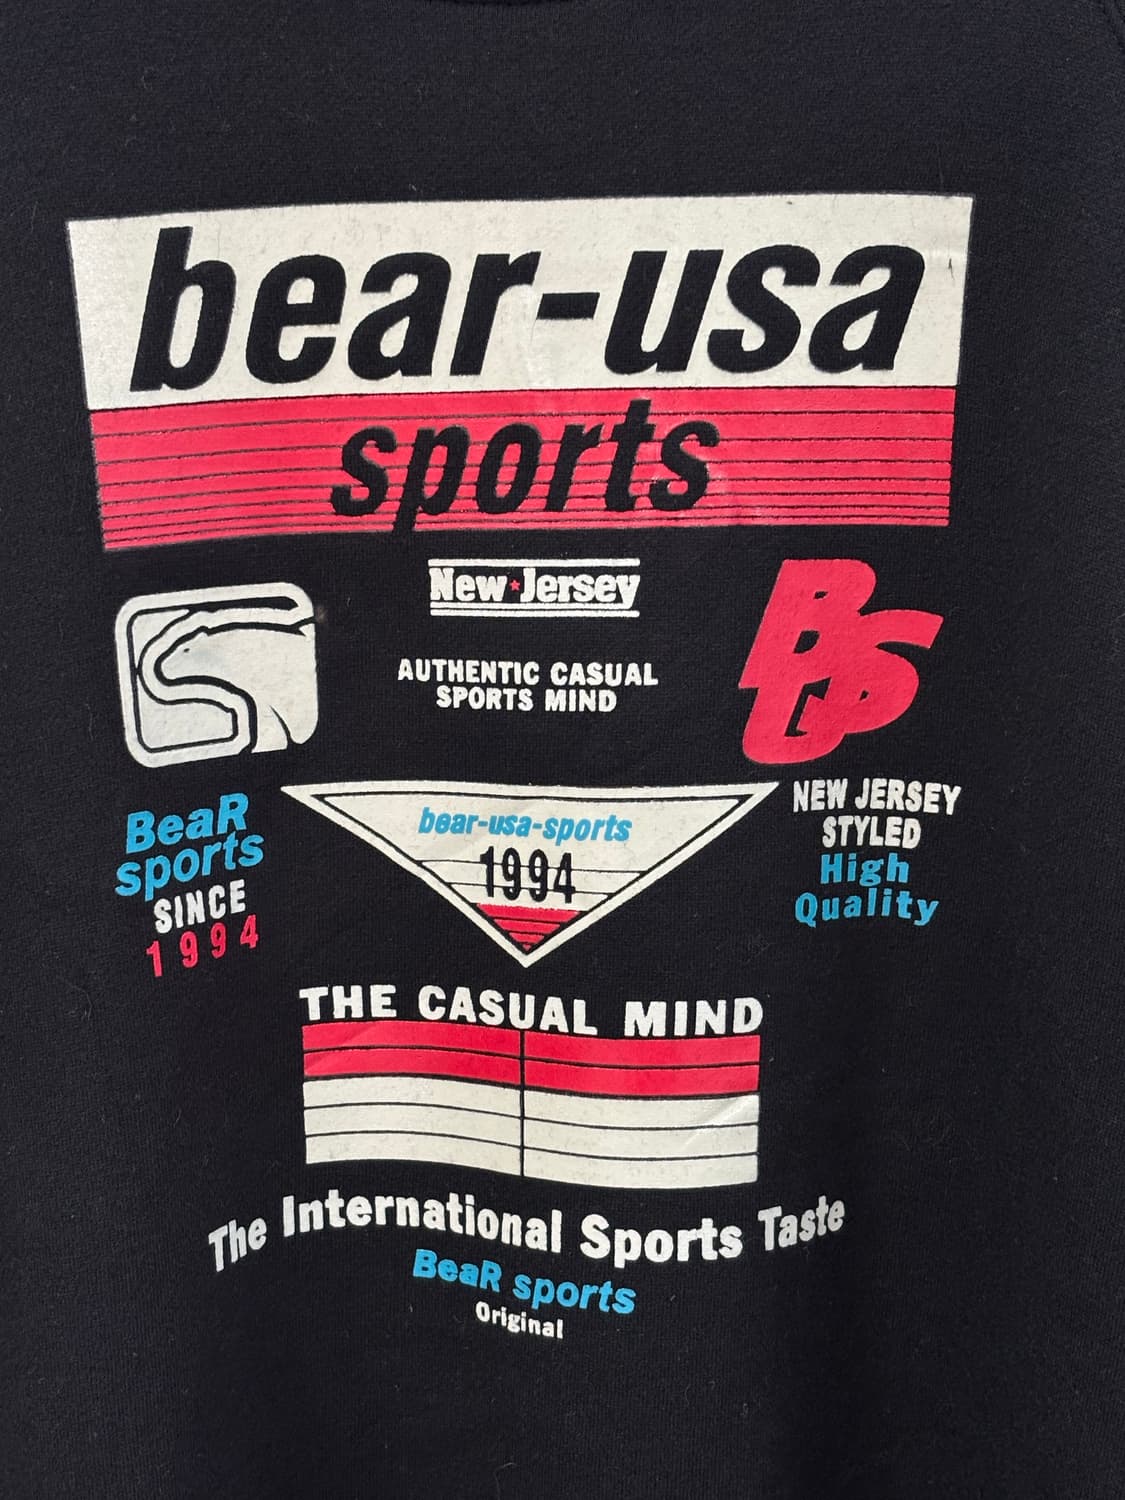 bear-usa
sports
New★Jersey
AUTHENTIC CASUAL
SPORTS MIND
BeaR
sports
SINCE
1994
bear-usa-sports
1994
NEW JERSEY
STYLED
High
Quality
THE CASUAL MIND
The International Sports Taste
BeaR sports
Original